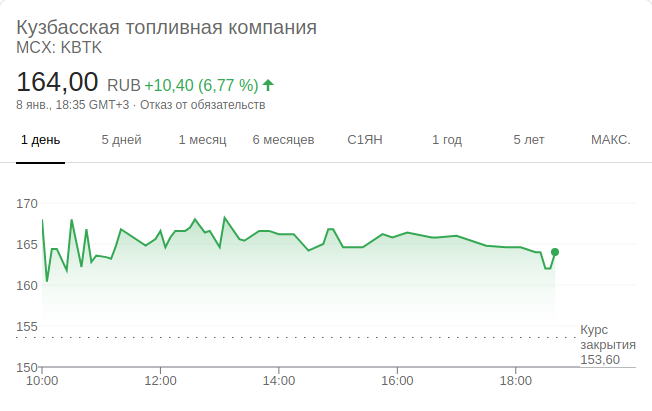 Кузбасская топливная компания
MCX: KBTK
164,00 RUB +10,40 (6,77 %)
8 янв., 18:35 GMT+3 · Отказ от обязательств
1 день 5 дней 1 месяц 6 месяцев С1ЯН 1 год 5 лет МАКС.
170
165
160
155
Курс
закрытия
153,60
150
10:00 12:00 14:00 16:00 18:00